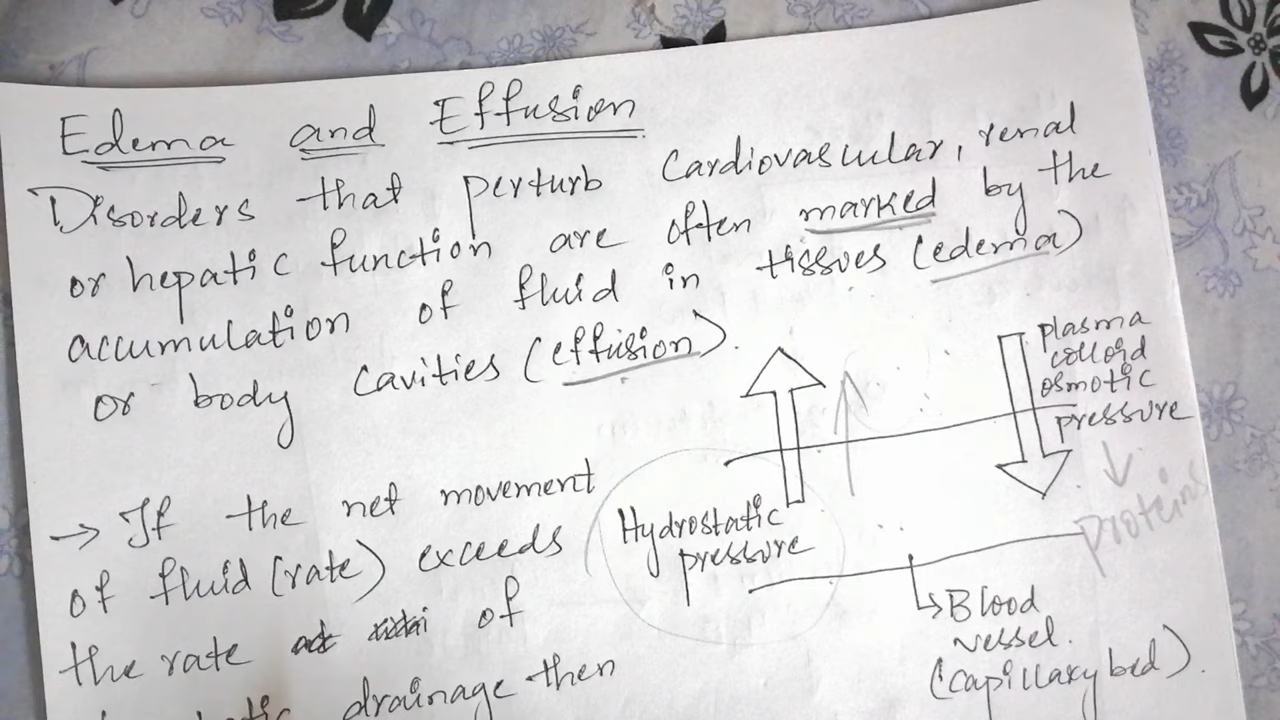 Edema and Effusion
Disorders that perturb cardiovascular, renal
or hepatic function are often marked by the
accumulation of fluid in tissues (edema)
or body cavities (effusion).
→ If the net movement
of fluid (rate) exceeds
the rate of
drainage then
Hydrostatic
pressure
plasma
colloid
osmotic
pressure
↓
proteins
↳ Blood
vessel.
(capillary bed).